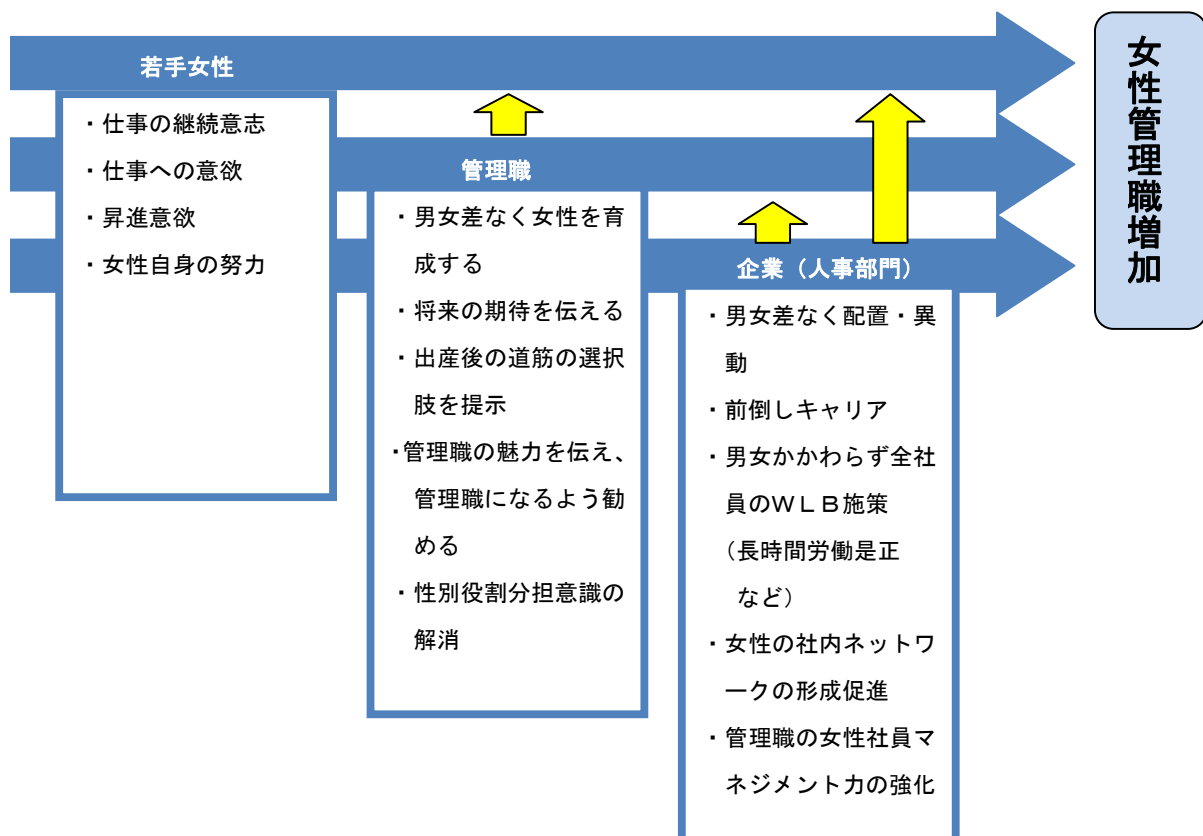 若手女性
・仕事の継続意志
・仕事への意欲
・昇進意欲
・女性自身の努力
管理職
・男女差なく女性を育
成する
・将来の期待を伝える
・出産後の道筋の選択
肢を提示
・管理職の魅力を伝え、
管理職になるよう勧
める
・性別役割分担意識の
解消
企業（人事部門）
・男女差なく配置・異
動
・前倒しキャリア
・男女かかわらず全社
員のＷＬＢ施策
（長時間労働是正
など）
・女性の社内ネットワ
ークの形成促進
・管理職の女性社員マ
ネジメント力の強化
女性管理職増加